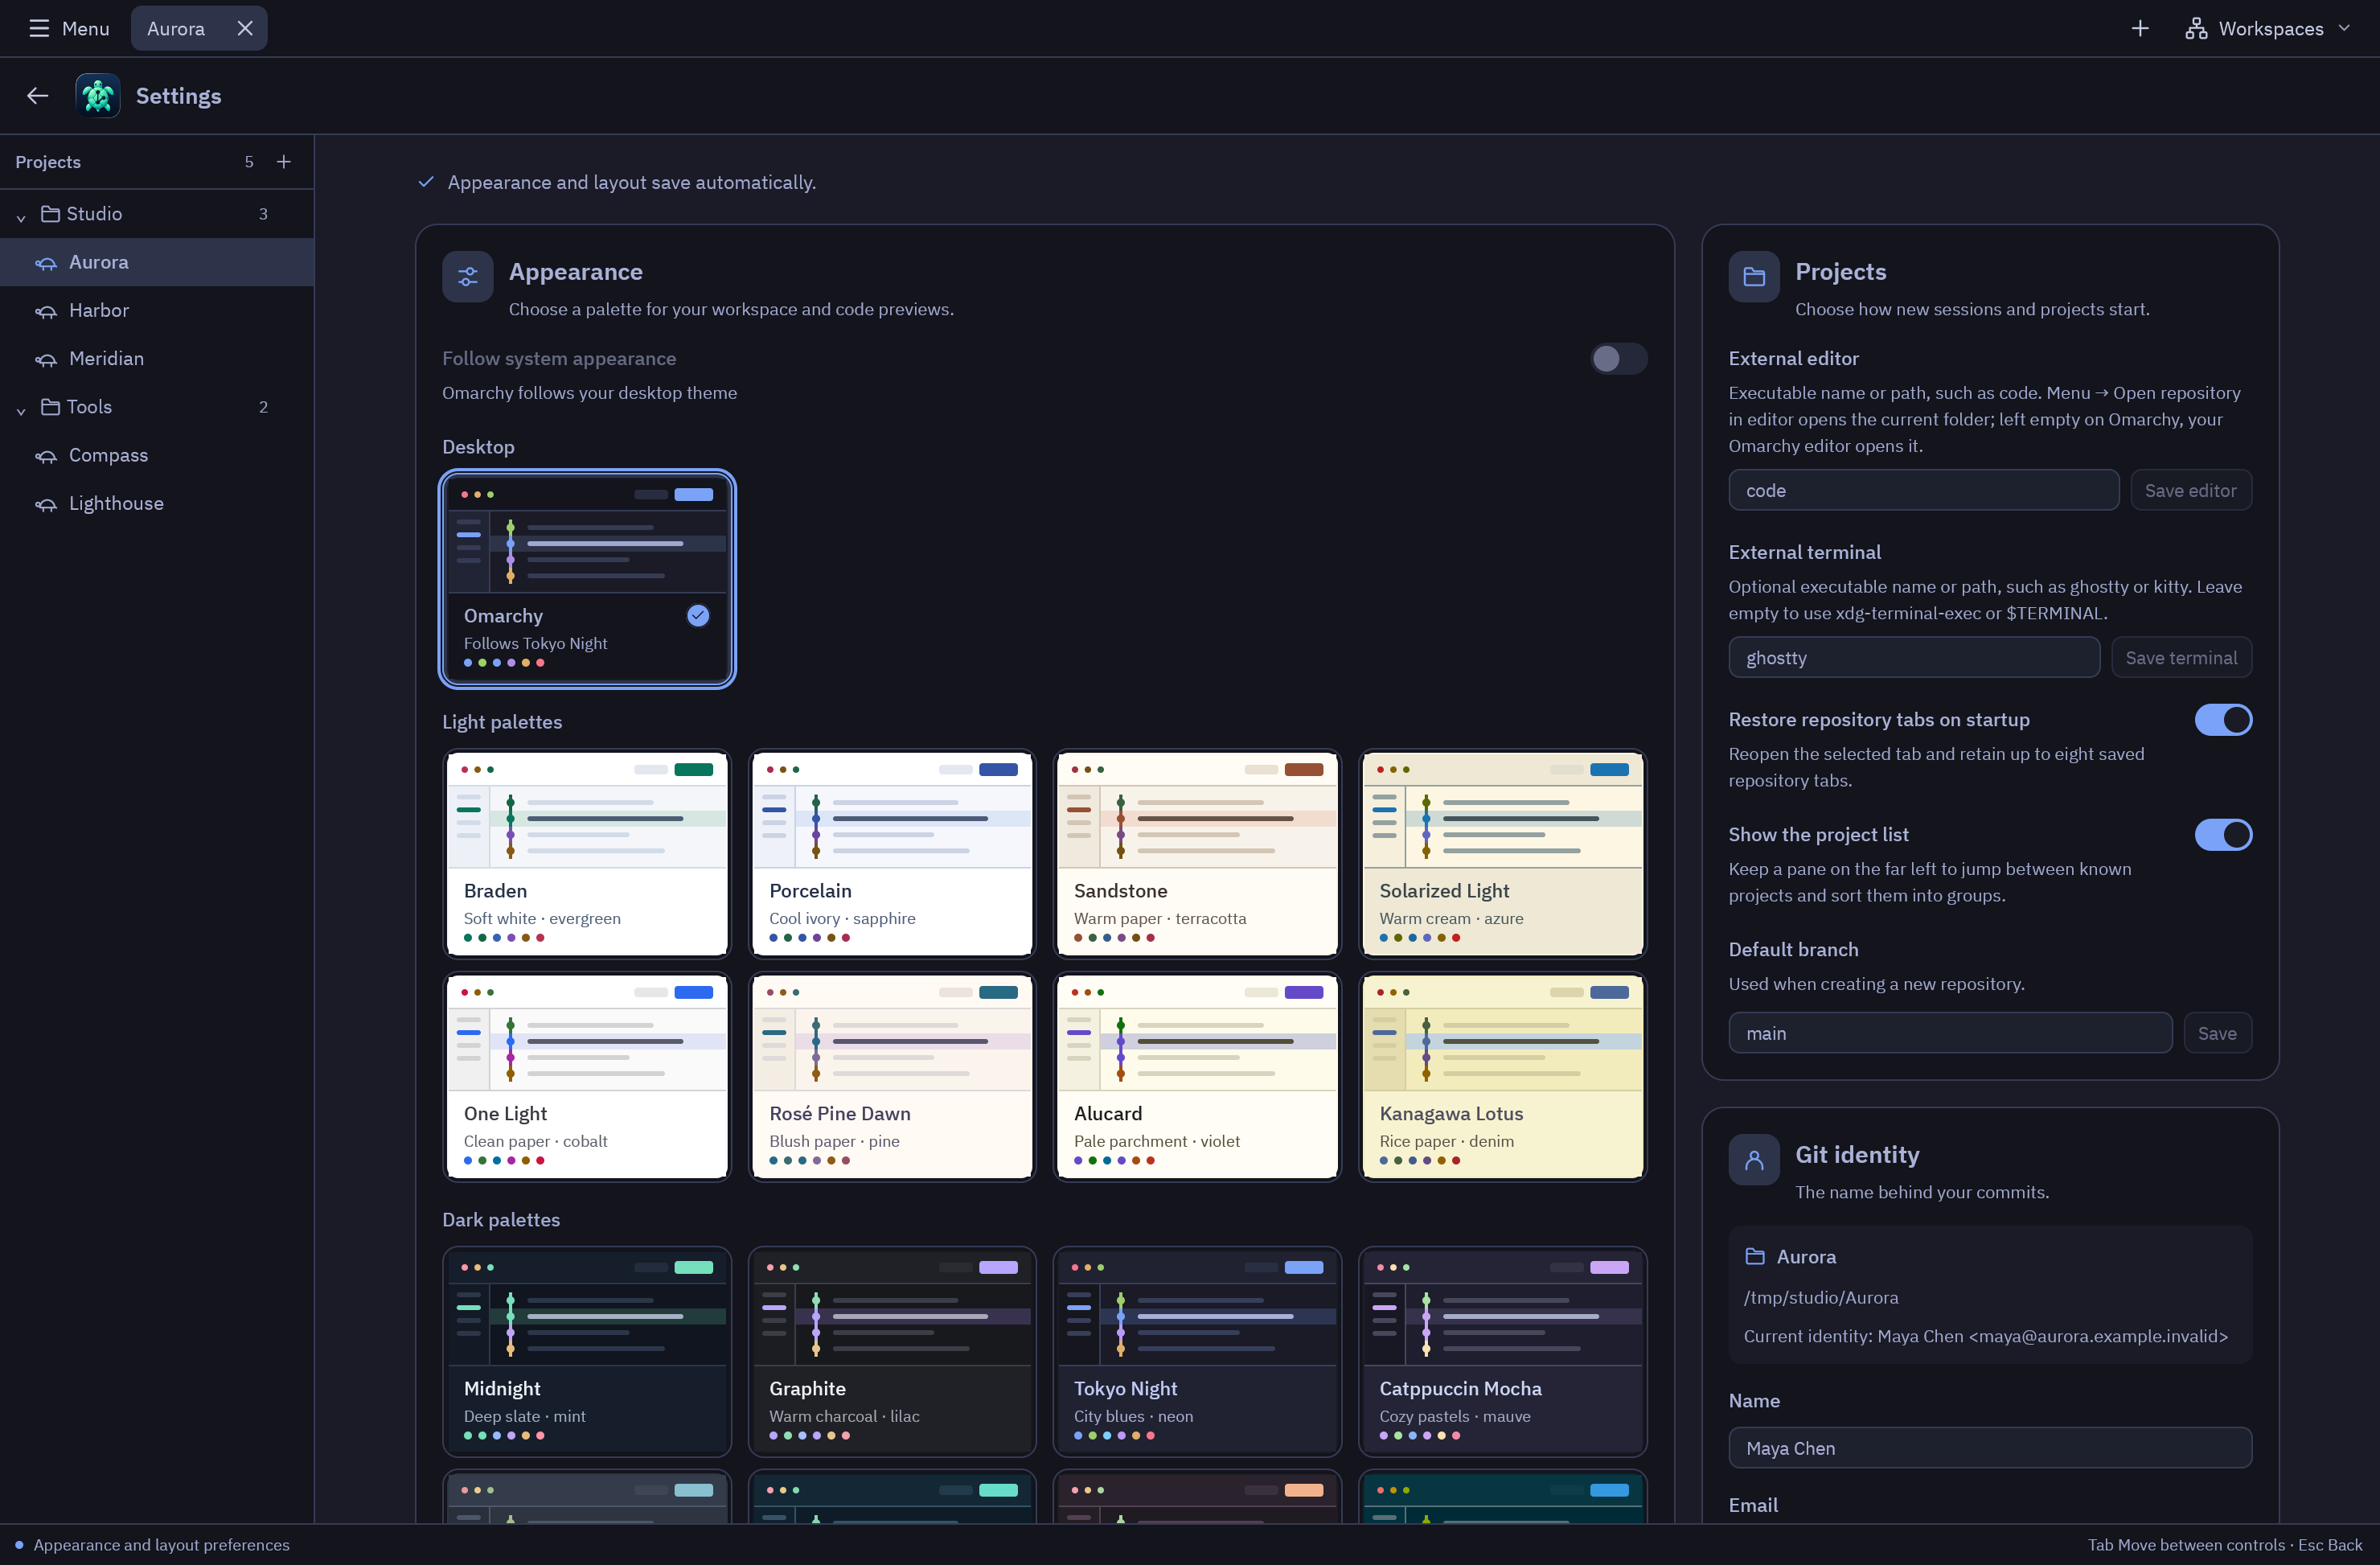 Menu
Aurora
Workspaces
Settings
Projects 5
Studio 3
Aurora
Harbor
Meridian
Tools 2
Compass
Lighthouse
Appearance and layout save automatically.
Appearance
Choose a palette for your workspace and code previews.
Follow system appearance
Omarchy follows your desktop theme
Desktop
Omarchy
Follows Tokyo Night
Light palettes
Braden
Soft white · evergreen
Porcelain
Cool ivory · sapphire
Sandstone
Warm paper · terracotta
Solarized Light
Warm cream · azure
One Light
Clean paper · cobalt
Rosé Pine Dawn
Blush paper · pine
Alucard
Pale parchment · violet
Kanagawa Lotus
Rice paper · denim
Dark palettes
Midnight
Deep slate · mint
Graphite
Warm charcoal · lilac
Tokyo Night
City blues · neon
Catppuccin Mocha
Cozy pastels · mauve
Projects
Choose how new sessions and projects start.
External editor
Executable name or path, such as code. Menu → Open repository
in editor opens the current folder; left empty on Omarchy, your
Omarchy editor opens it.
code
Save editor
External terminal
Optional executable name or path, such as ghostty or kitty. Leave
empty to use xdg-terminal-exec or $TERMINAL.
ghostty
Save terminal
Restore repository tabs on startup
Reopen the selected tab and retain up to eight saved
repository tabs.
Show the project list
Keep a pane on the far left to jump between known
projects and sort them into groups.
Default branch
Used when creating a new repository.
main
Save
Git identity
The name behind your commits.
Aurora
/tmp/studio/Aurora
Current identity: Maya Chen <maya@aurora.example.invalid>
Name
Maya Chen
Email
Appearance and layout preferences
Tab Move between controls · Esc Back